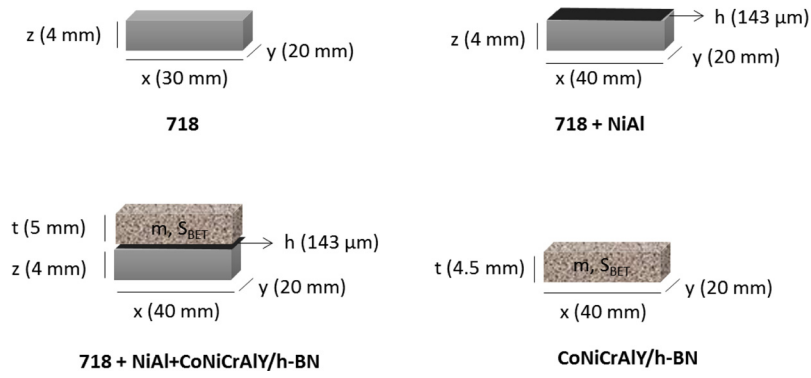 z (4 mm)
y (20 mm)
x (30 mm)
718
h (143 µm)
z (4 mm)
y (20 mm)
x (40 mm)
718 + NiAl
t (5 mm)
m, S_BET
h (143 µm)
z (4 mm)
y (20 mm)
x (40 mm)
718 + NiAl+CoNiCrAlY/h-BN
t (4.5 mm)
m, S_BET
y (20 mm)
x (40 mm)
CoNiCrAlY/h-BN